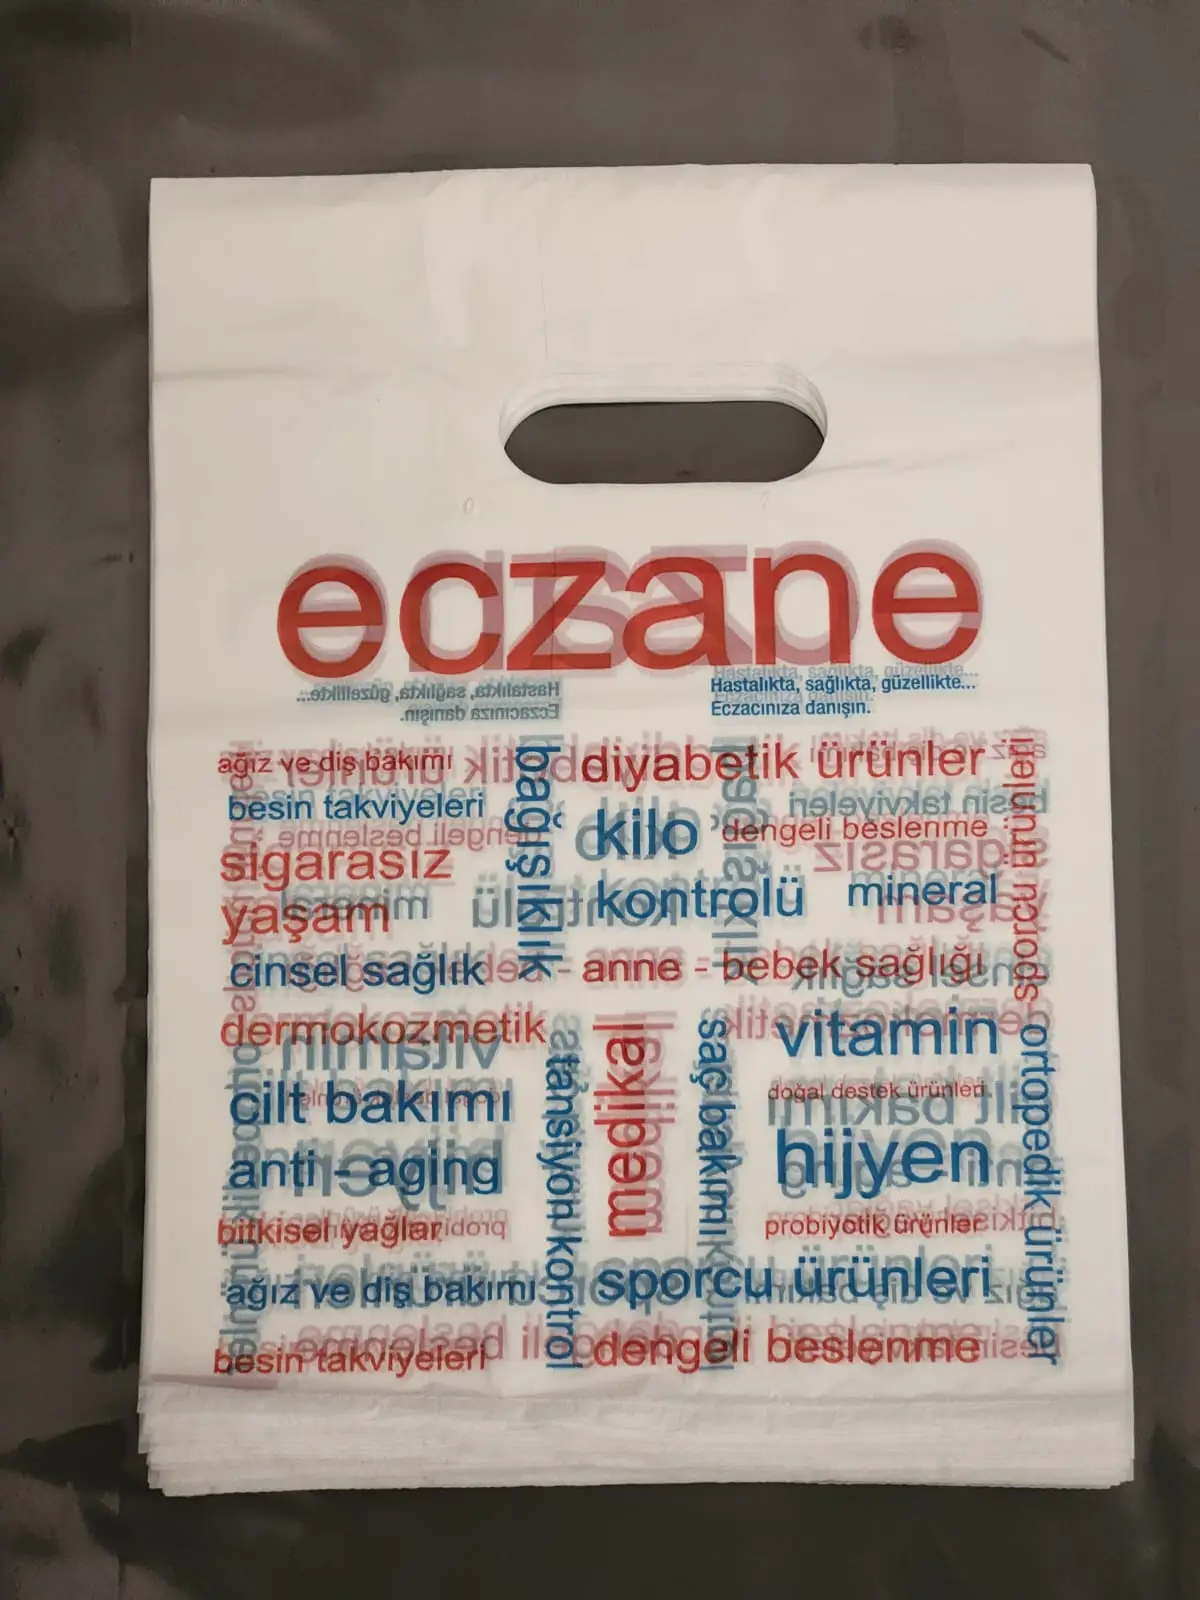 eczane
Hastalıkta, sağlıkta, güzellikte...
Eczacınıza danışın.
ağız ve diş bakımı
bağışıklık
diyabetik ürünler
sporcu ürünleri
besin takviyeleri
kilo
kontrolü
dengeli beslenme
sigarasız
yaşam
mineral
cinsel sağlık
- anne - bebek sağlığı
dermokozmetik
tansiyon kontrol
medikal
saç bakımı
vitamin
ortopedik ürünler
cilt bakımı
doğal destek ürünleri
anti - aging
hijyen
bitkisel yağlar
probiyotik ürünler
ağız ve diş bakımı
sporcu ürünleri
besin takviyeleri
dengeli beslenme